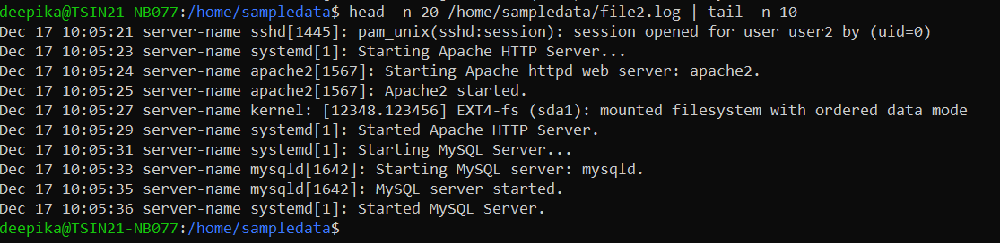 deepika@TSIN21-NB077:/home/sampledata$ head -n 20 /home/sampledata/file2.log | tail -n 10
Dec 17 10:05:21 server-name sshd[1445]: pam_unix(sshd:session): session opened for user user2 by (uid=0)
Dec 17 10:05:23 server-name systemd[1]: Starting Apache HTTP Server...
Dec 17 10:05:24 server-name apache2[1567]: Starting Apache httpd web server: apache2.
Dec 17 10:05:25 server-name apache2[1567]: Apache2 started.
Dec 17 10:05:27 server-name kernel: [12348.123456] EXT4-fs (sda1): mounted filesystem with ordered data mode
Dec 17 10:05:29 server-name systemd[1]: Started Apache HTTP Server.
Dec 17 10:05:31 server-name systemd[1]: Starting MySQL Server...
Dec 17 10:05:33 server-name mysqld[1642]: Starting MySQL server: mysqld.
Dec 17 10:05:35 server-name mysqld[1642]: MySQL server started.
Dec 17 10:05:36 server-name systemd[1]: Started MySQL Server.
deepika@TSIN21-NB077:/home/sampledata$